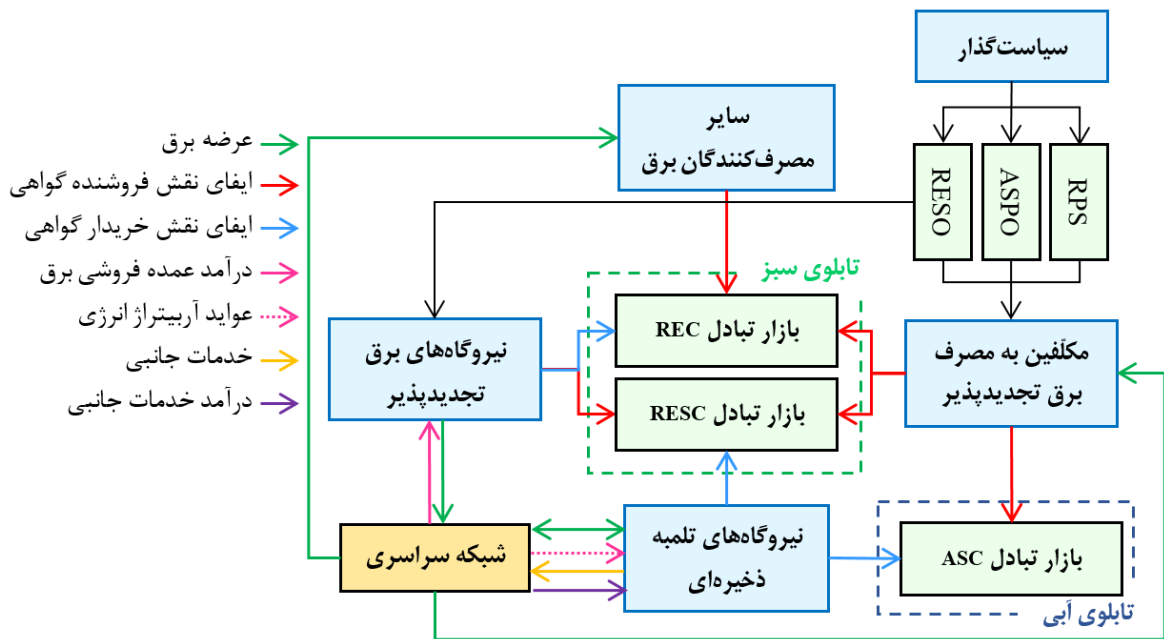 سیاست‌گذار
سایر
مصرف‌کنندگان برق
عرضه برق
ایفای نقش فروشنده گواهی
ایفای نقش خریدار گواهی
درآمد عمده فروشی برق
عواید آربیتراژ انرژی
خدمات جانبی
درآمد خدمات جانبی
RPS
ASPO
RESO
تابلوی سبز
بازار تبادل REC
بازار تبادل RESC
مکلّفین به مصرف
برق تجدیدپذیر
نیروگاه‌های برق
تجدیدپذیر
شبکه سراسری
نیروگاه‌های تلمبه
ذخیره‌ای
بازار تبادل ASC
تابلوی آبی